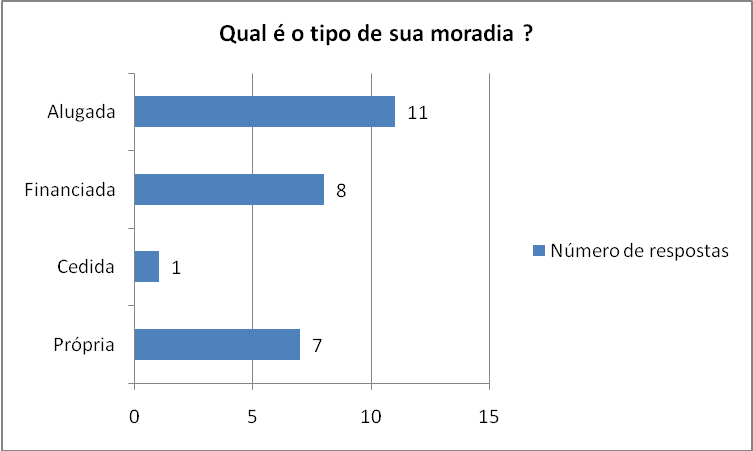 Qual é o tipo de sua moradia ?
Alugada
11
Financiada
8
Cedida
1
Própria
7
0 5 10 15
Número de respostas